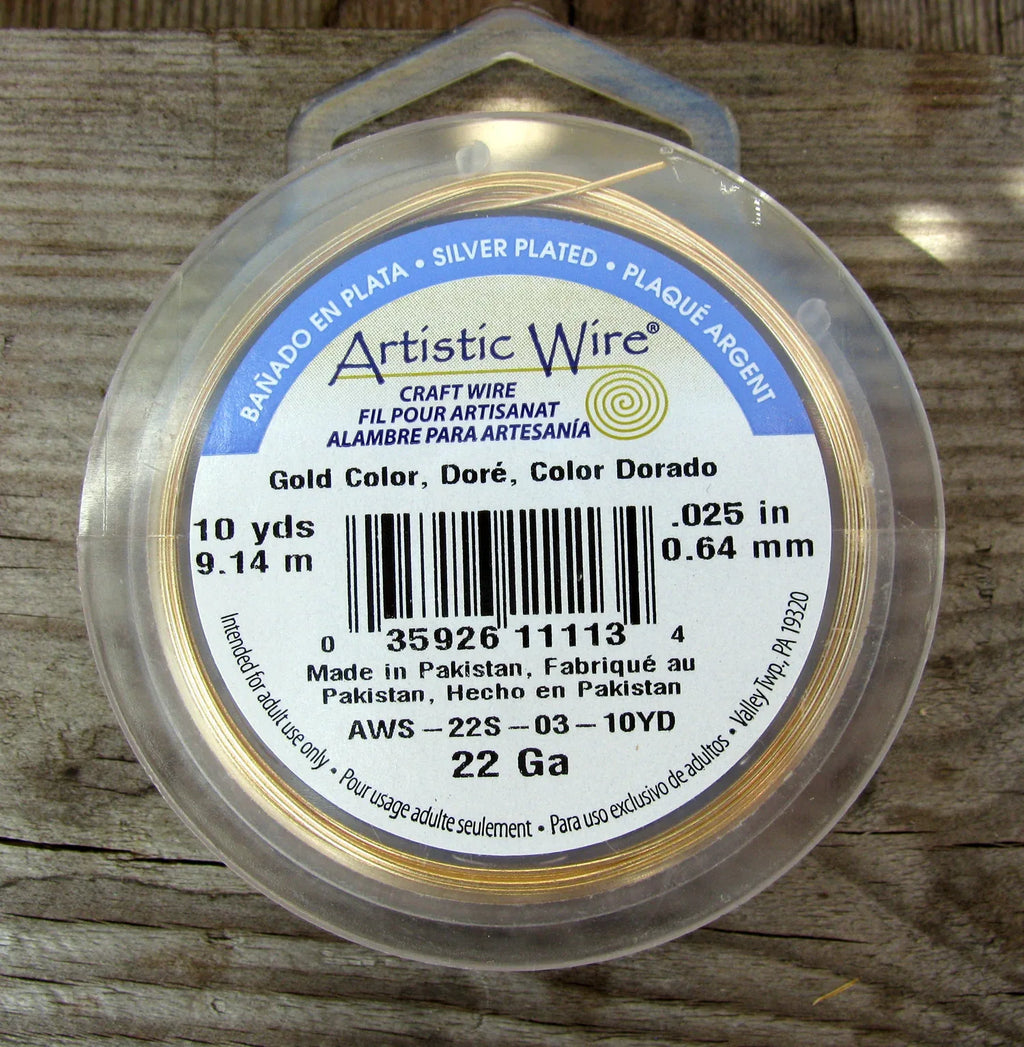 BAÑADO EN PLATA • SILVER PLATED • PLAQUÉ ARGENT
Artistic Wire®
CRAFT WIRE
FIL POUR ARTISANAT
ALAMBRE PARA ARTESANÍA
Gold Color, Doré, Color Dorado
10 yds
9.14 m
.025 in
0.64 mm
0 35926 11113 4
Made in Pakistan, Fabriqué au
Pakistan, Hecho en Pakistan
AWS-22S-03-10YD
22 Ga
Intended for adult use only • Pour usage adulte seulement • Para uso exclusivo de adultos • Valley Twp., PA 19320